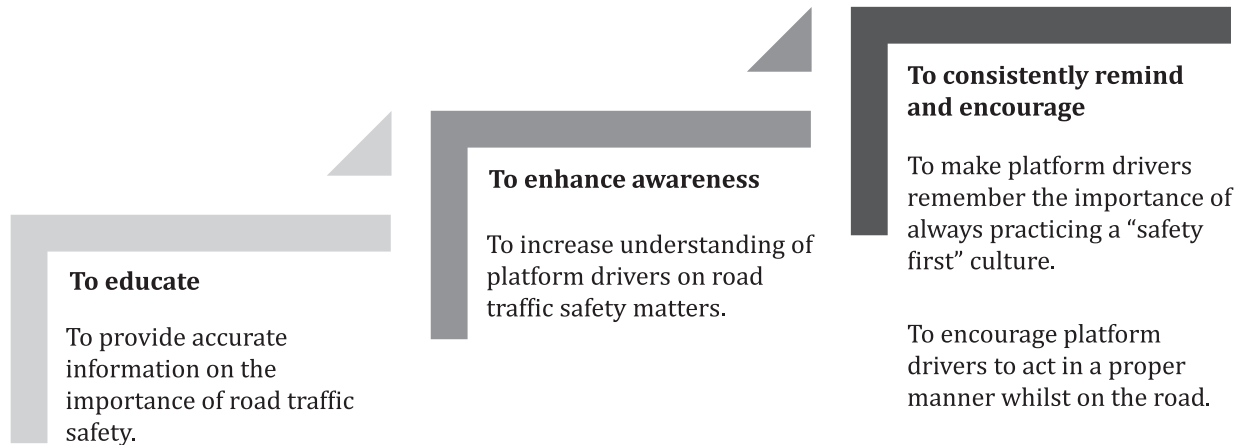 To educate
To provide accurate
information on the
importance of road traffic
safety.
To enhance awareness
To increase understanding of
platform drivers on road
traffic safety matters.
To consistently remind
and encourage
To make platform drivers
remember the importance of
always practicing a “safety
first” culture.
To encourage platform
drivers to act in a proper
manner whilst on the road.